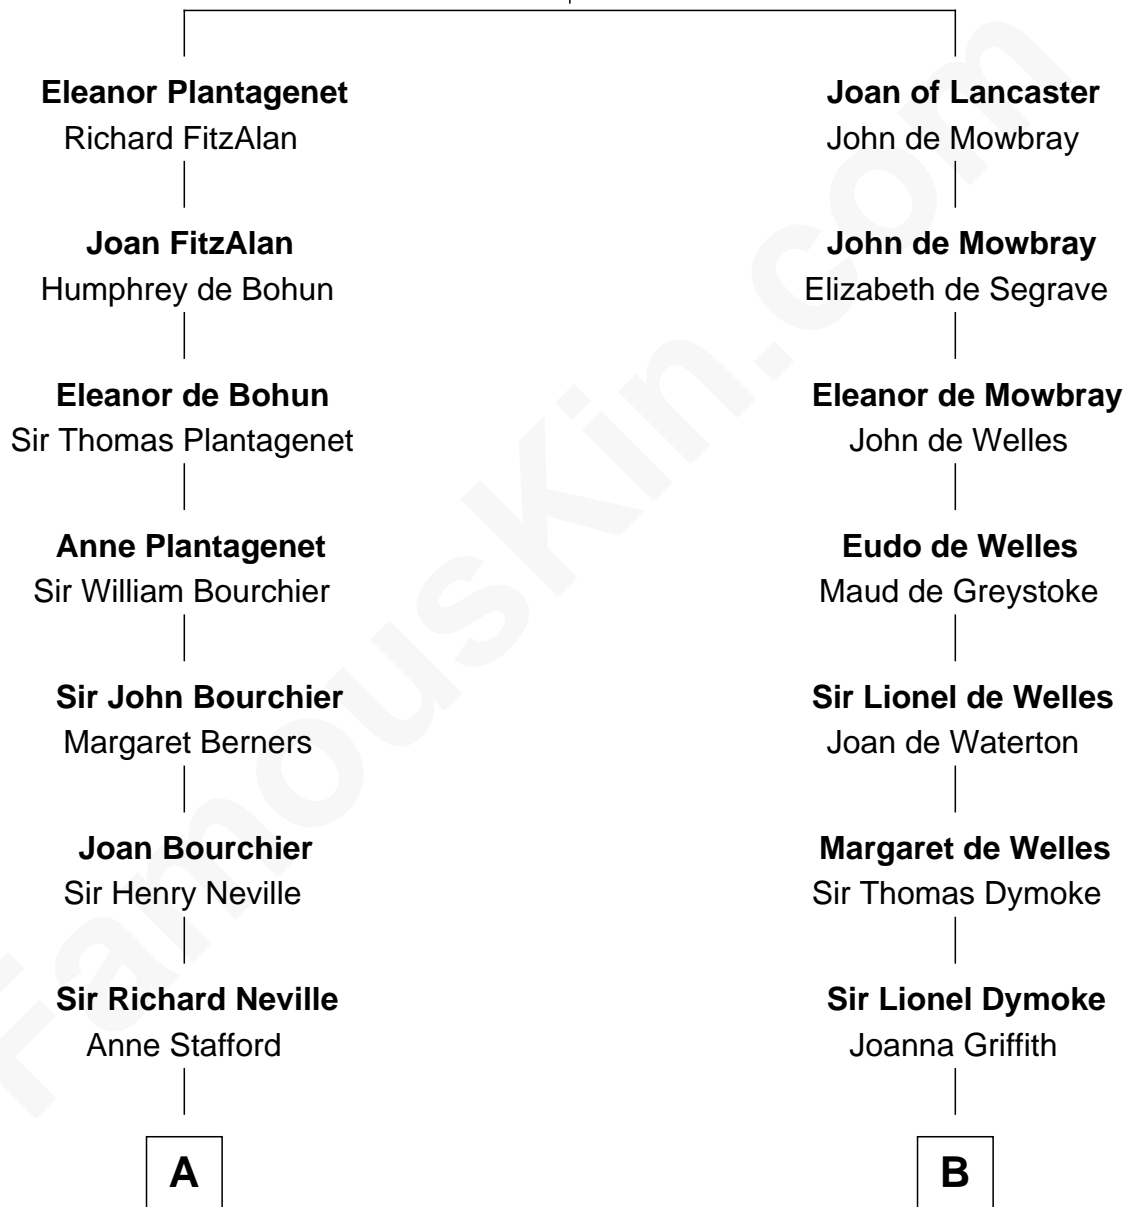 Eleanor Plantagenet
Richard FitzAlan
Joan FitzAlan
Humphrey de Bohun
Eleanor de Bohun
Sir Thomas Plantagenet
Anne Plantagenet
Sir William Bourchier
Sir John Bourchier
Margaret Berners
Joan Bourchier
Sir Henry Neville
Sir Richard Neville
Anne Stafford
A
Joan of Lancaster
John de Mowbray
John de Mowbray
Elizabeth de Segrave
Eleanor de Mowbray
John de Welles
Eudo de Welles
Maud de Greystoke
Sir Lionel de Welles
Joan de Waterton
Margaret de Welles
Sir Thomas Dymoke
Sir Lionel Dymoke
Joanna Griffith
B
FamousKin.com